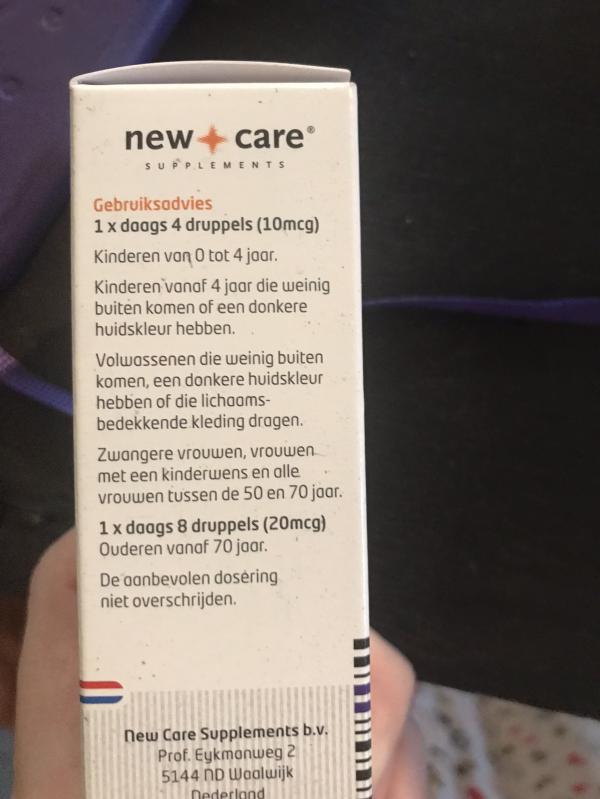 new care®
SUPPLEMENTS
Gebruiksadvies
1 x daags 4 druppels (10mcg)
Kinderen van 0 tot 4 jaar.
Kinderen vanaf 4 jaar die weinig
buiten komen of een donkere
huidskleur hebben.
Volwassenen die weinig buiten
komen, een donkere huidskleur
hebben of die lichaams-
bedekkende kleding dragen.
Zwangere vrouwen, vrouwen
met een kinderwens en alle
vrouwen tussen de 50 en 70 jaar.
1 x daags 8 druppels (20mcg)
Ouderen vanaf 70 jaar.
De aanbevolen dosering
niet overschrijden.
New Care Supplements b.v.
Prof. Eykmanweg 2
5144 ND Waalwijk
Nederland